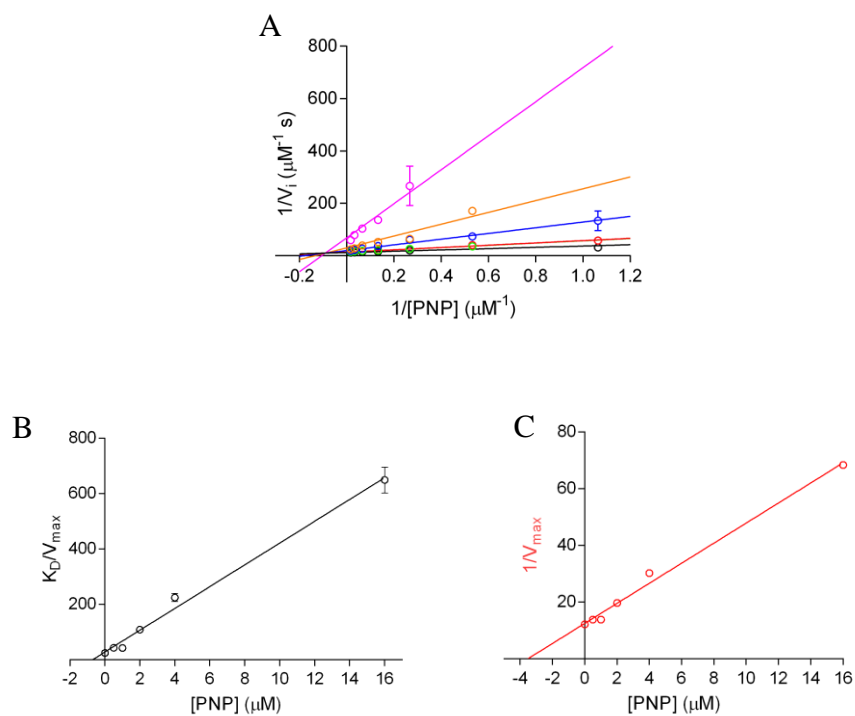 A
800
600
400
200
-0.2 0.2 0.4 0.6 0.8 1.0 1.2
1/Vᵢ (μM⁻¹ s)
1/[PNP] (μM⁻¹)
B
800
600
400
200
-2 0 2 4 6 8 10 12 14 16
K_D/V_max
[PNP] (μM)
C
80
60
40
20
-4 -2 0 2 4 6 8 10 12 14 16
1/V_max
[PNP] (μM)